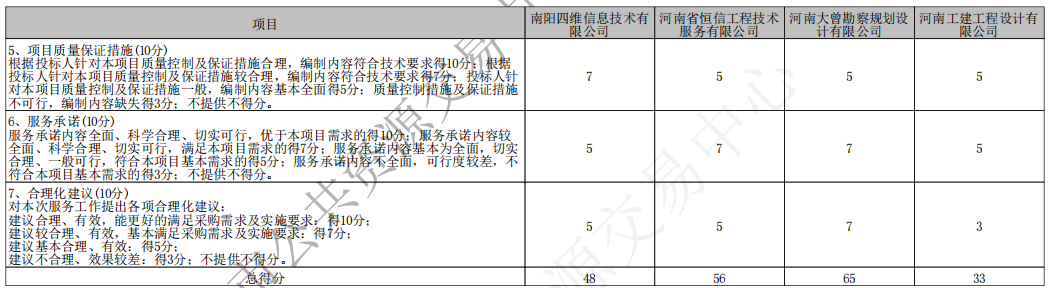 项目 南阳四维信息技术有限公司 河南省恒信工程技术服务有限公司 河南大曾勘察规划设计有限公司 河南工建工程设计有限公司
5、项目质量保证措施(10分)
根据投标人针对本项目质量控制及保证措施合理，编制内容符合技术要求得10分；根据
投标人针对本项目质量控制及保证措施较合理，编制内容符合技术要求得7分；投标人针
对本项目质量控制及保证措施一般，编制内容基本全面得5分；质量控制措施及保证措施
不可行，编制内容缺失得3分；不提供不得分。
7 5 5 5
6、服务承诺(10分)
服务承诺内容全面、科学合理、切实可行，优于本项目需求的得10分；服务承诺内容较
全面、科学合理、切实可行，满足本项目需求的得7分；服务承诺内容基本为全面，切实
合理、一般可行，符合本项目基本需求的得5分；服务承诺内容不全面，可行度较差，不
符合本项目基本需求的得3分；不提供不得分。
5 7 7 5
7、合理化建议(10分)
对本次服务工作提出各项合理化建议：
建议合理、有效，能更好的满足采购需求及实施要求：得10分；
建议较合理、有效，基本满足采购需求及实施要求：得7分；
建议基本合理、有效：得5分；
建议不合理、效果较差：得3分；不提供不得分。
5 5 7 3
总得分 48 56 65 33
市公共资源交易中
源交易中心